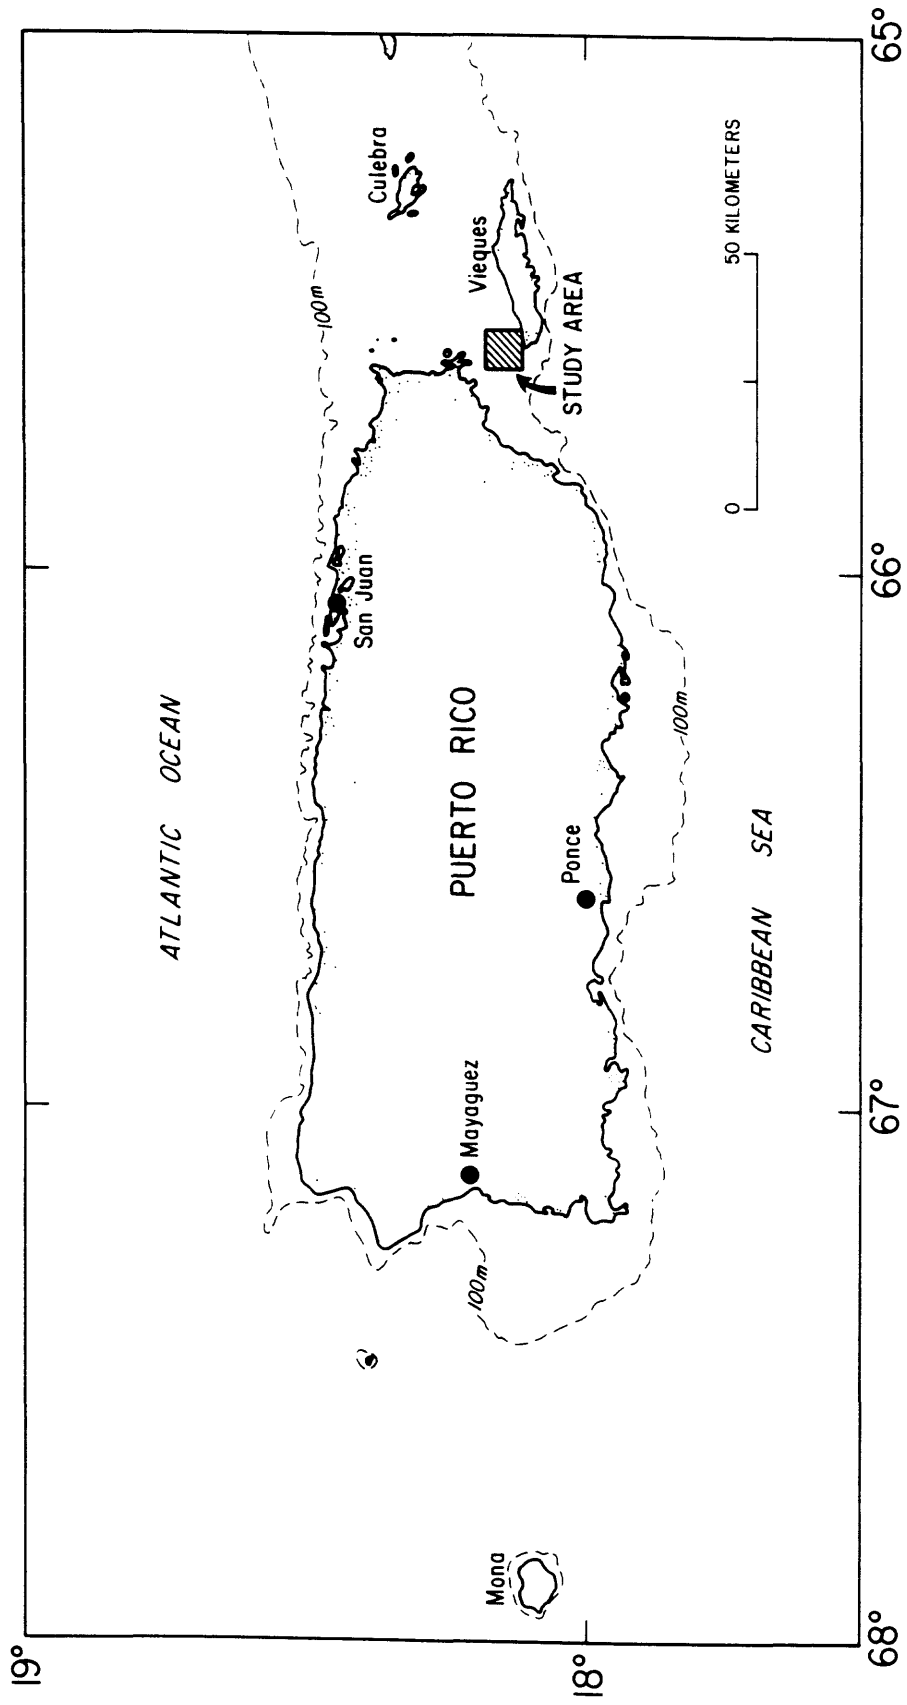 19°
18°
68°
67°
66°
65°
ATLANTIC OCEAN
100m
San Juan
Culebra
Vieques
STUDY AREA
PUERTO RICO
Mayaguez
Ponce
100m
100m
Mona
CARIBBEAN SEA
0
50 KILOMETERS